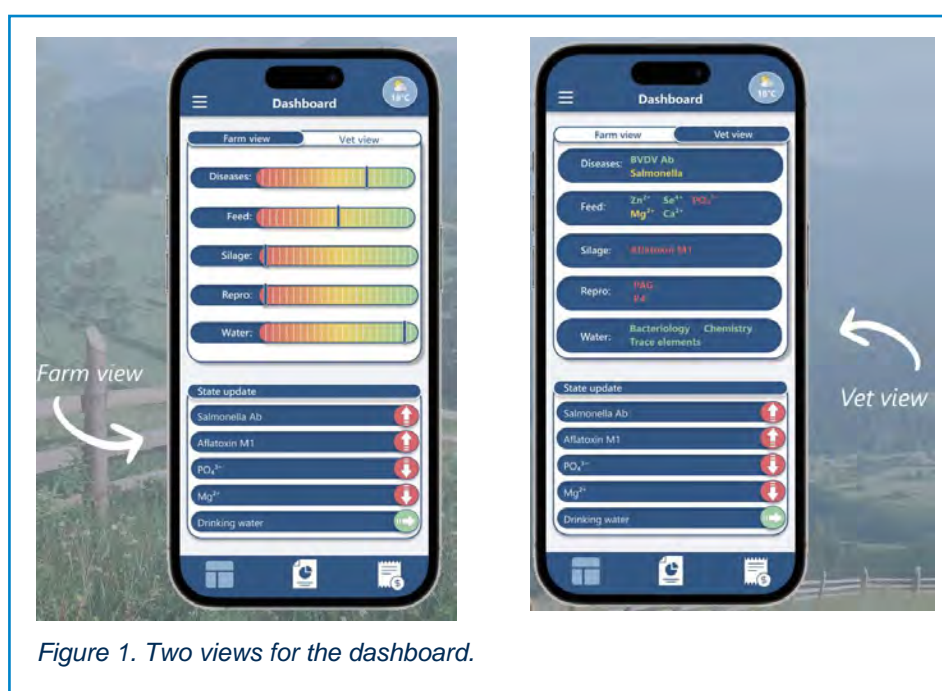 Dashboard
18°C
Farm view Vet view
Diseases:
Feed:
Silage:
Repro:
Water:
State update
Salmonella Ab
Aflatoxin M1
PO₄³⁻
Mg²⁺
Drinking water
Farm view
Dashboard
18°C
Farm view Vet view
Diseases: BVDV Ab
Salmonella
Feed: Zn²⁺ Se⁴⁺ PO₄³⁻
Mg²⁺ Ca²⁺
Silage: Aflatoxin M1
Repro: PAG
P4
Water: Bacteriology Chemistry
Trace elements
State update
Salmonella Ab
Aflatoxin M1
PO₄³⁻
Mg²⁺
Drinking water
Vet view
Figure 1. Two views for the dashboard.